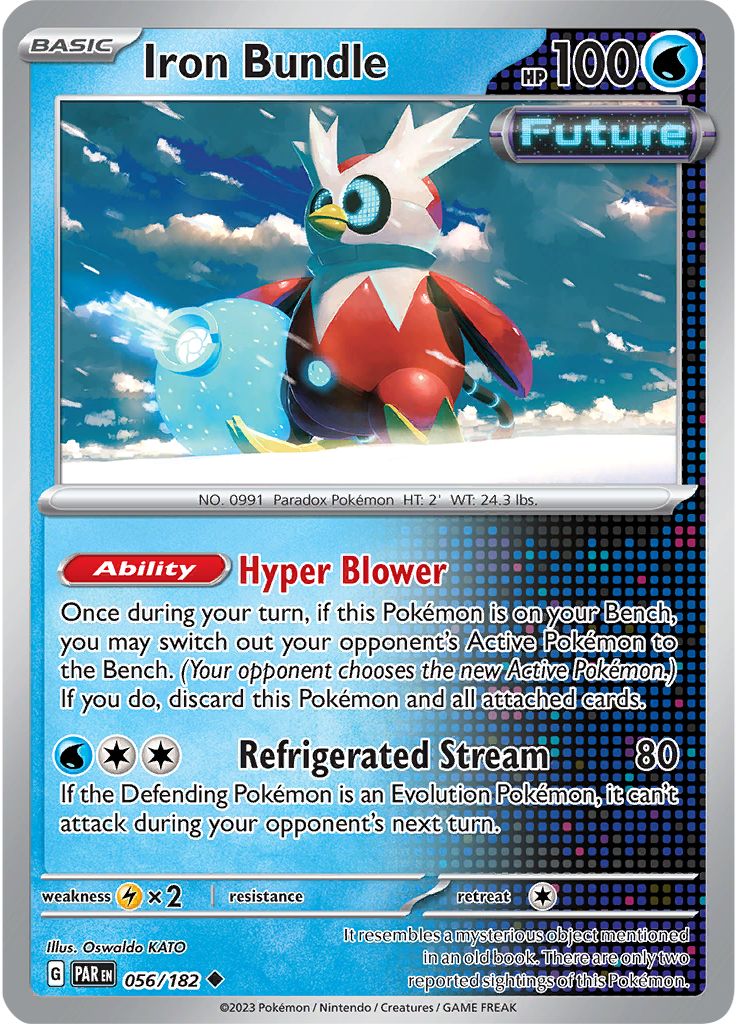 BASIC Iron Bundle HP 100
Future
NO. 0991 Paradox Pokémon HT: 2' WT: 24.3 lbs.
Ability Hyper Blower
Once during your turn, if this Pokémon is on your Bench,
you may switch out your opponent's Active Pokémon to
the Bench. (Your opponent chooses the new Active Pokémon.)
If you do, discard this Pokémon and all attached cards.
Refrigerated Stream 80
If the Defending Pokémon is an Evolution Pokémon, it can't
attack during your opponent's next turn.
weakness ×2 resistance retreat
Illus. Oswaldo KATO
G PAR EN 056/182
It resembles a mysterious object mentioned
in an old book. There are only two
reported sightings of this Pokémon.
©2023 Pokémon / Nintendo / Creatures / GAME FREAK